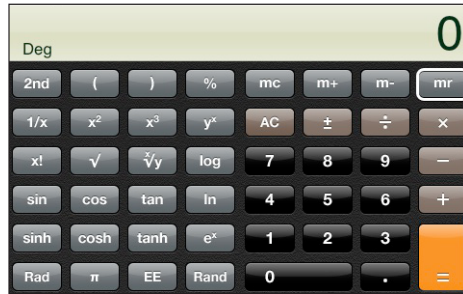 0
Deg
2nd ( ) % mc m+ m- mr
1/x x² x³ yˣ AC ± ÷ ×
x! √ ˣ√y log 7 8 9 −
sin cos tan ln 4 5 6 +
sinh cosh tanh eˣ 1 2 3
Rad π EE Rand 0 . =